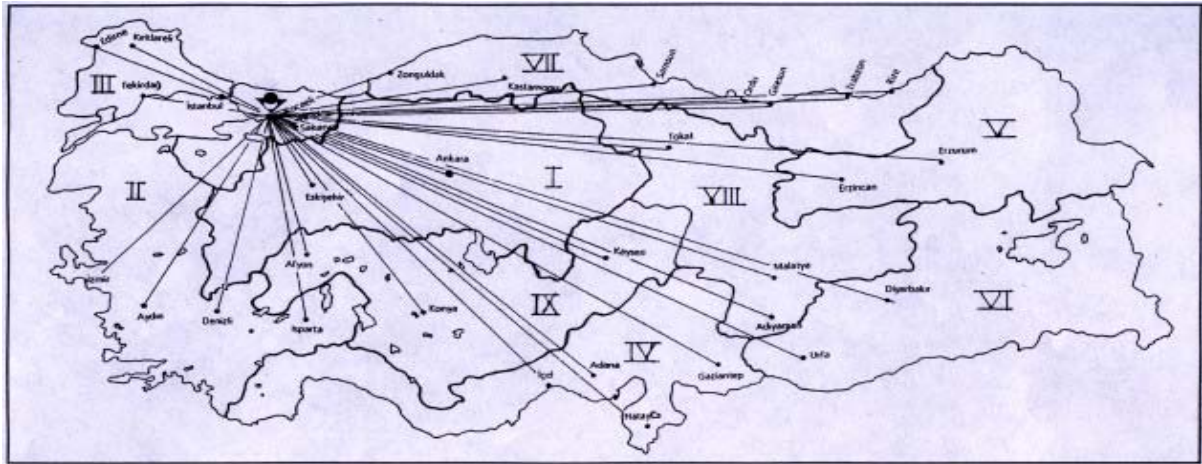 Edirne
Kırklareli
III
Tekirdağ
İstanbul
Zonguldak
VII
Kastamonu
Samsun
Ordu
Giresun
Trabzon
Rize
V
Erzurum
Tokat
Erzincan
Ankara
I
II
Eskişehir
VIII
Afyon
Kayseri
Malatya
Diyarbakır
VI
İzmir
Aydın
Denizli
Isparta
Konya
IX
Adıyaman
Urfa
IV
İçel
Adana
Gaziantep
Hatay